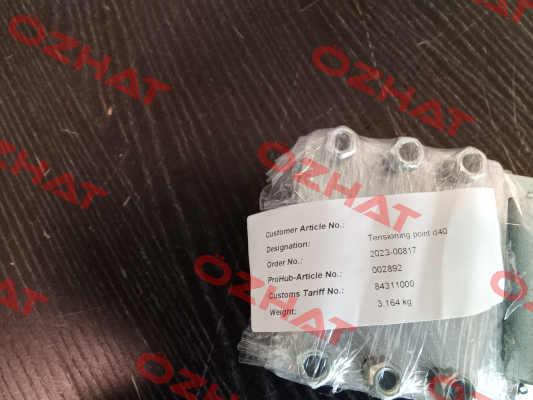 Customer Article No.:
Designation: Tensioning point d40
Order No.: 2023-00817
ProHub-Article No.: 002892
Customs Tariff No.: 84311000
Weight: 3.164 kg
OZHAT
OZHAT
OZHAT
OZHAT
OZHAT
OZHAT